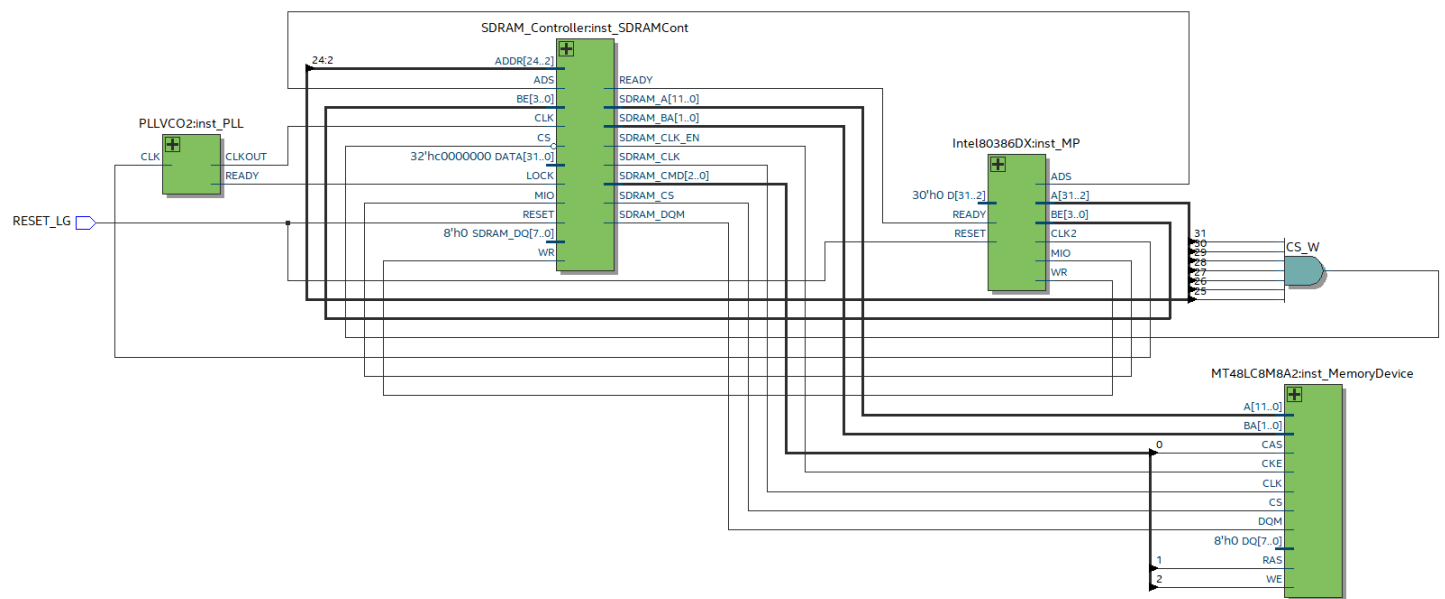 SDRAM_Controller:inst_SDRAMCont
24:2
ADDR[24..2]
ADS
BE[3..0]
CLK
CS
32'hc0000000 DATA[31..0]
LOCK
MIO
RESET
8'h0 SDRAM_DQ[7..0]
WR
READY
SDRAM_A[11..0]
SDRAM_BA[1..0]
SDRAM_CLK_EN
SDRAM_CLK
SDRAM_CMD[2..0]
SDRAM_CS
SDRAM_DQM
PLLVCO2:inst_PLL
CLK
CLKOUT
READY
RESET_LG
Intel80386DX:inst_MP
30'h0 D[31..2]
READY
RESET
ADS
A[31..2]
BE[3..0]
CLK2
MIO
WR
31
30
29
28
27
26
25
CS_W
MT48LC8M8A2:inst_MemoryDevice
A[11..0]
BA[1..0]
0
CAS
CKE
CLK
CS
DQM
8'h0 DQ[7..0]
1
RAS
2
WE